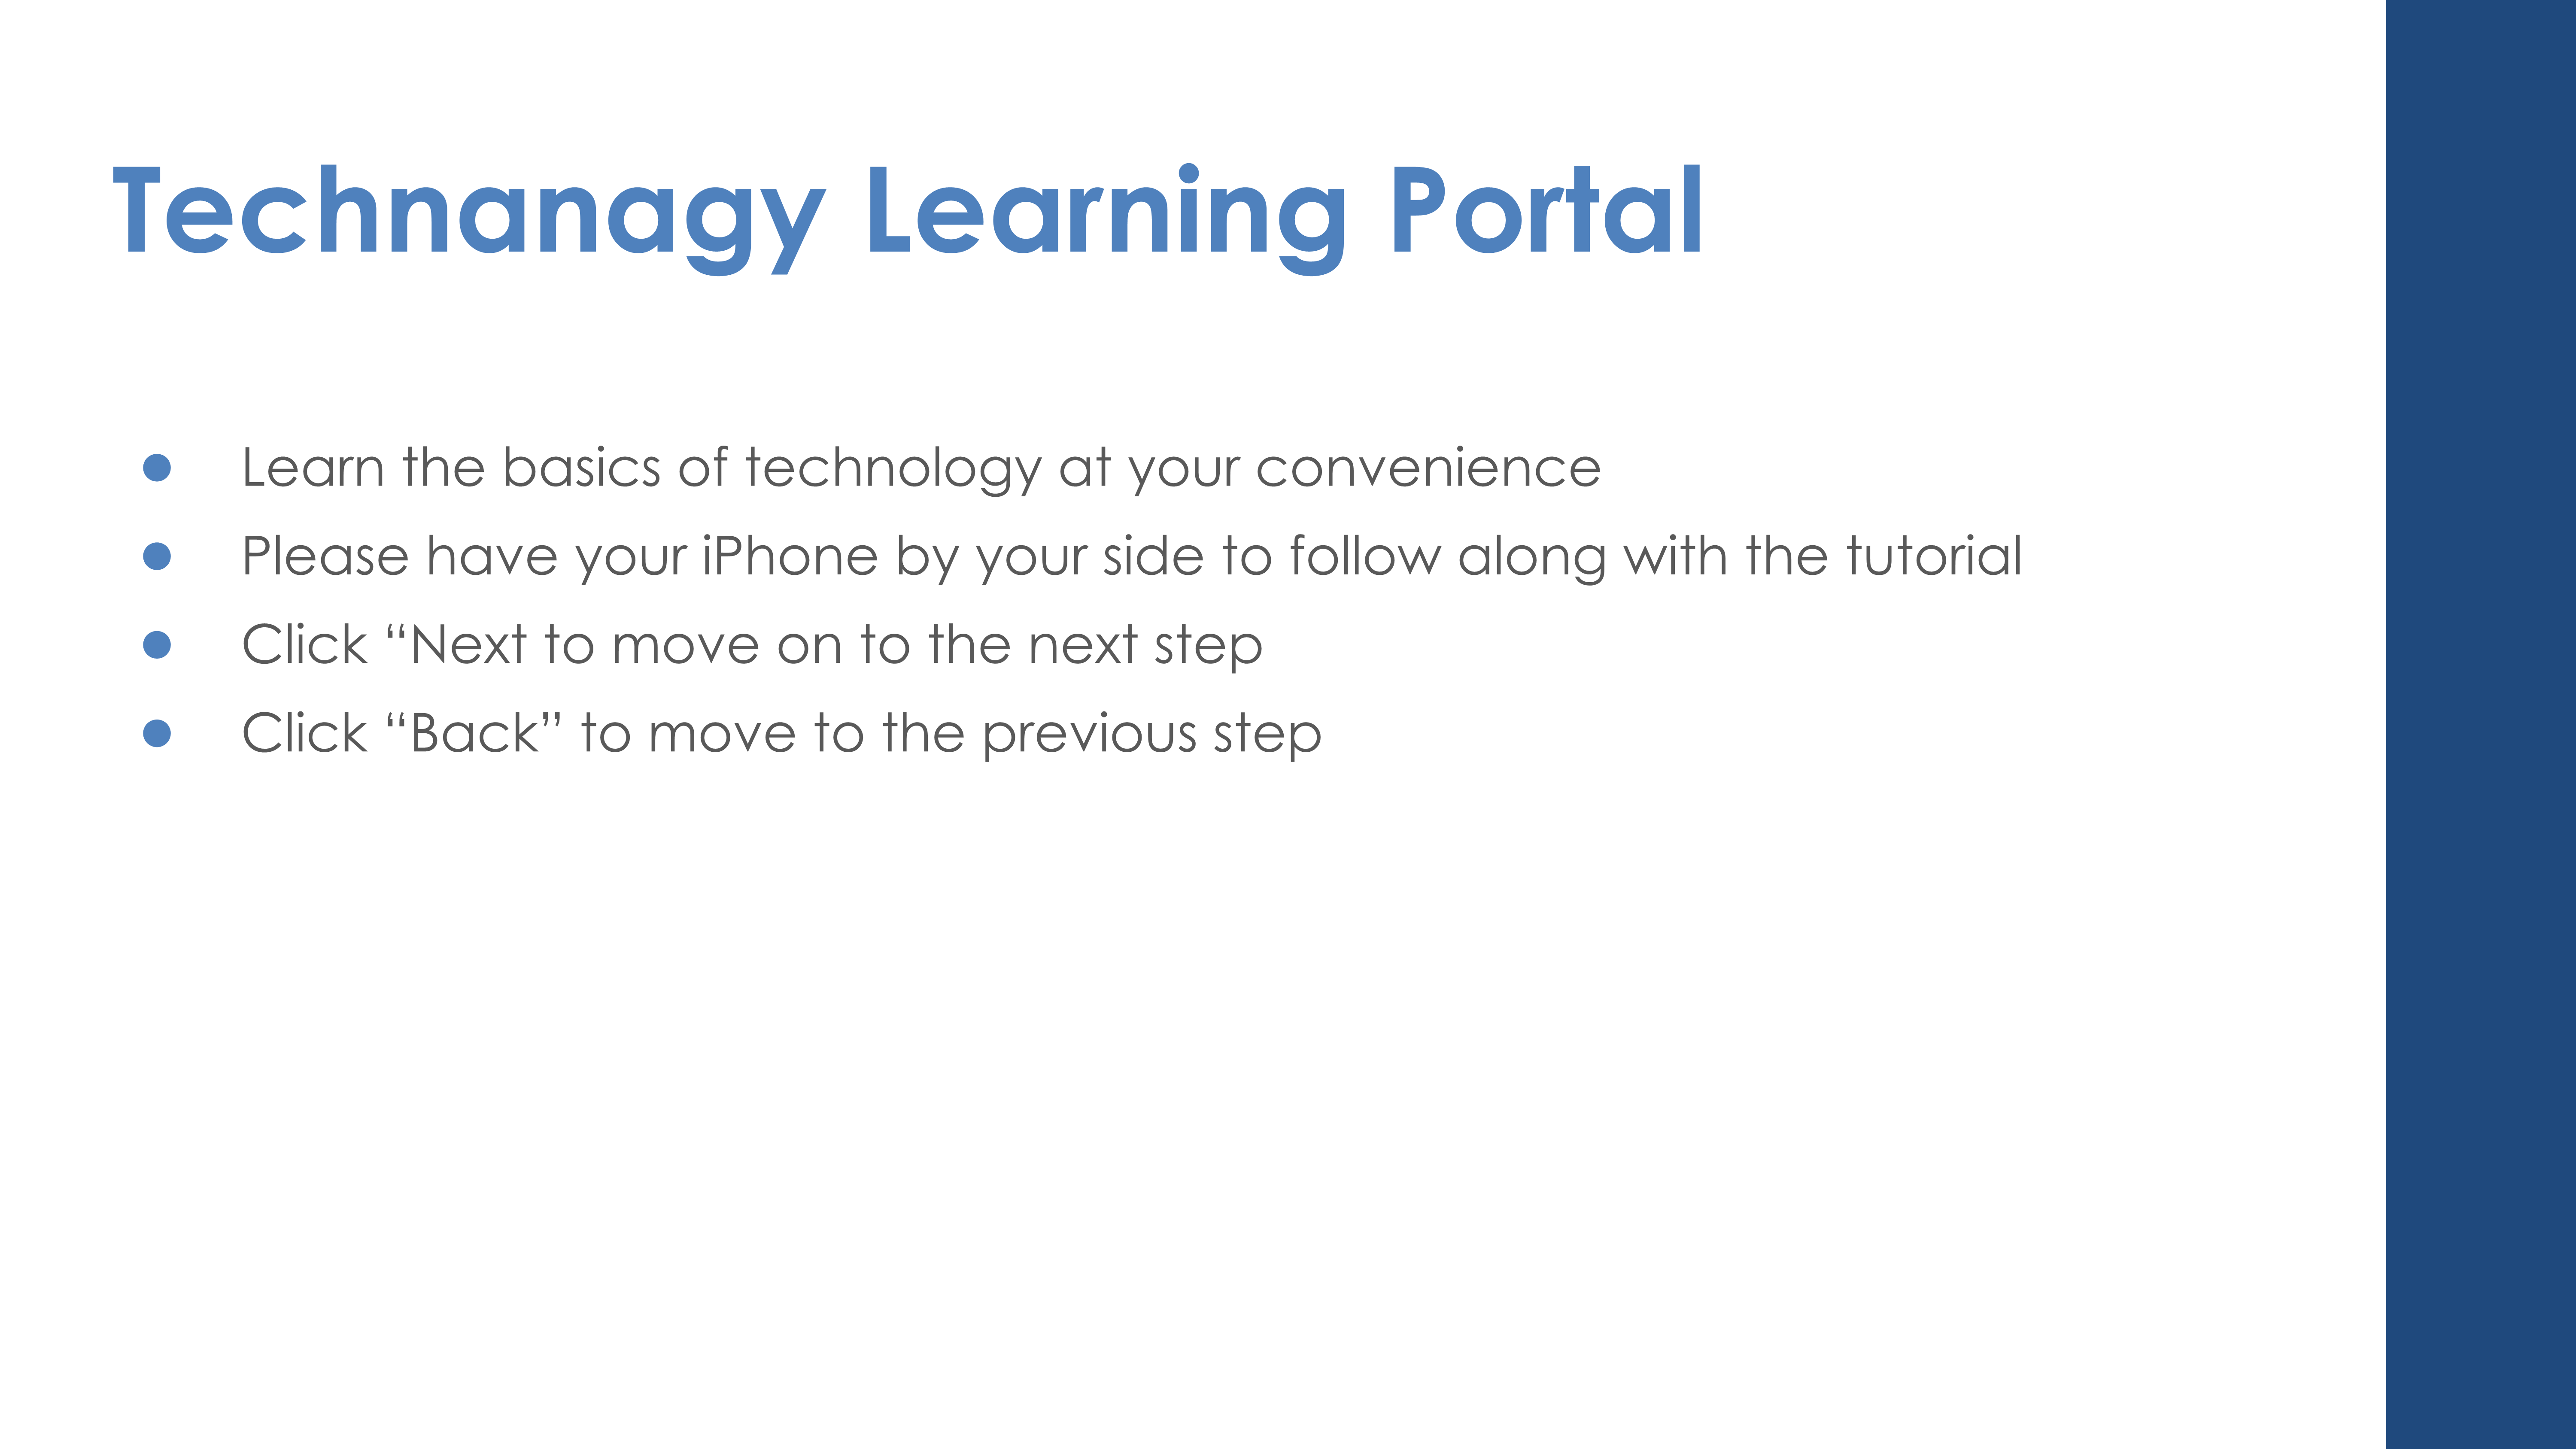 Technanagy Learning Portal
● Learn the basics of technology at your convenience
● Please have your iPhone by your side to follow along with the tutorial
● Click “Next to move on to the next step
● Click “Back” to move to the previous step